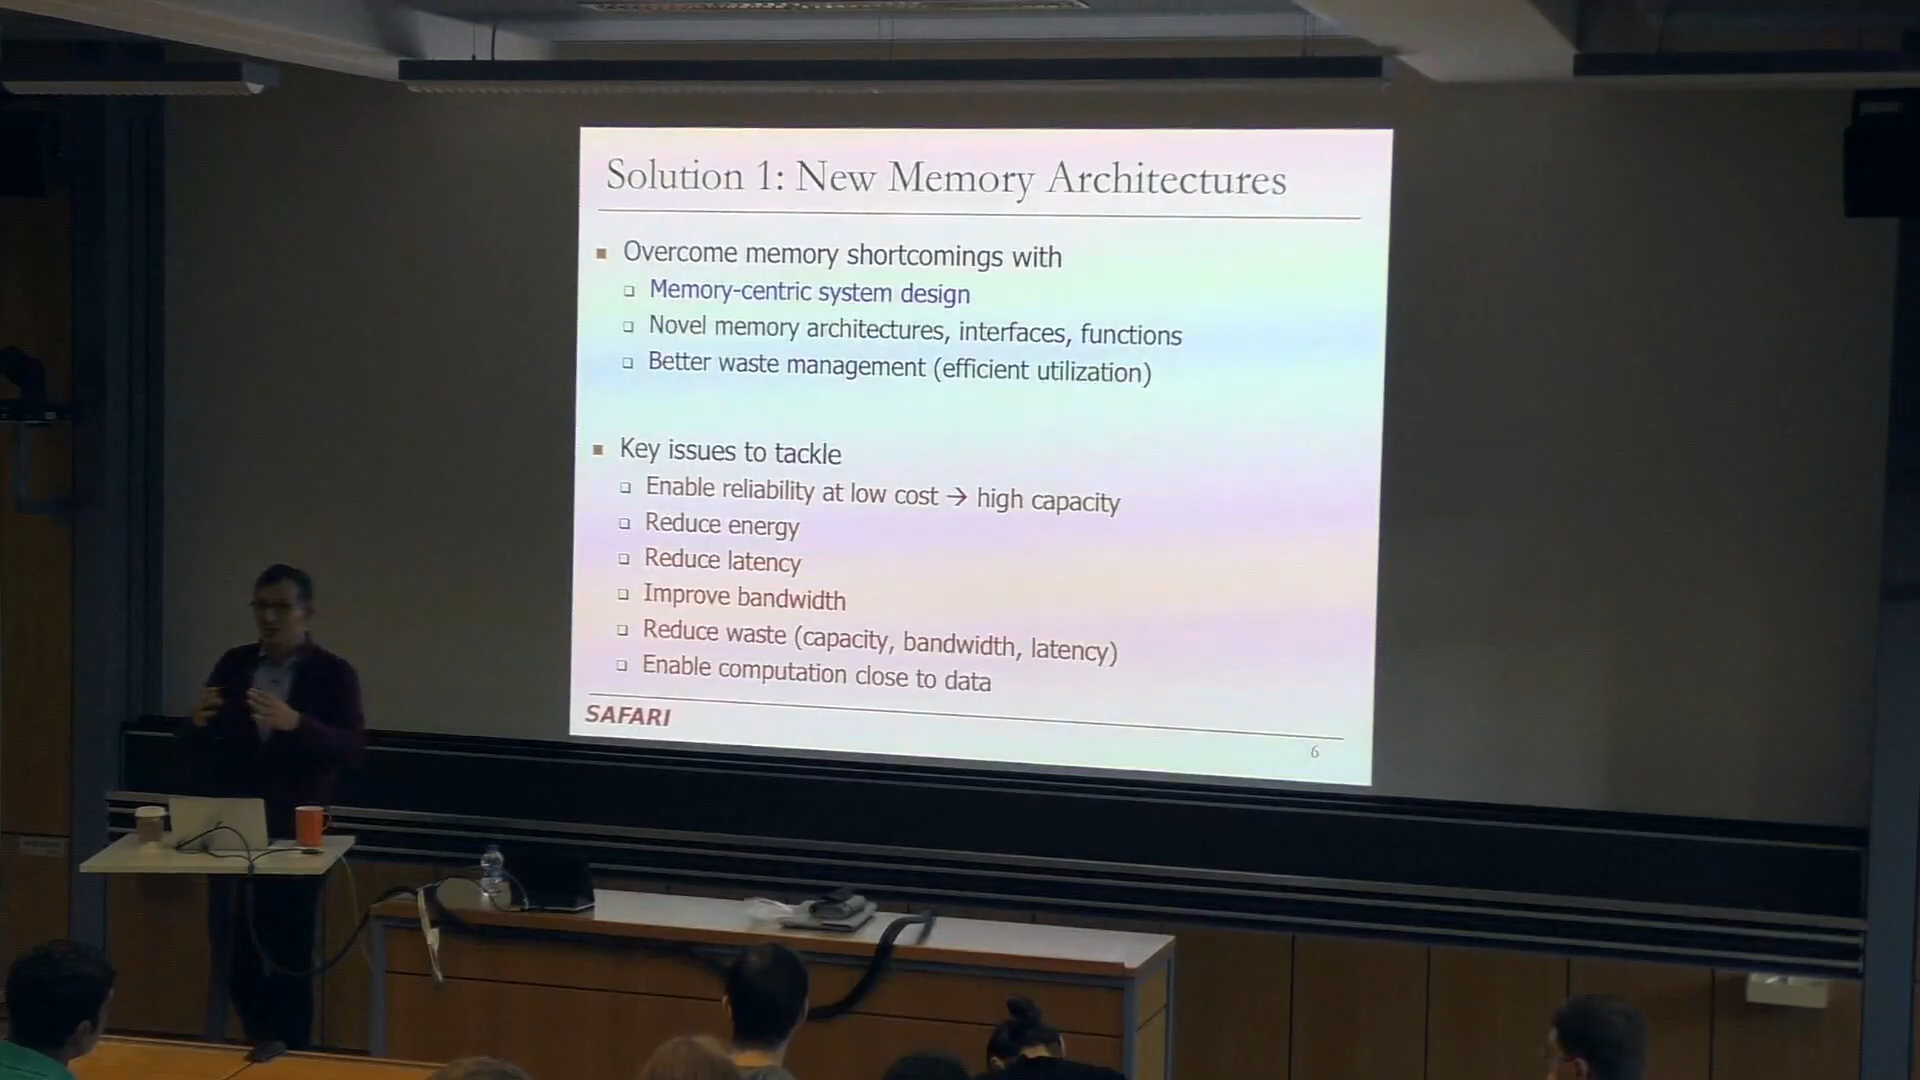 Solution 1: New Memory Architectures
Overcome memory shortcomings with
Memory-centric system design
Novel memory architectures, interfaces, functions
Better waste management (efficient utilization)
Key issues to tackle
Enable reliability at low cost → high capacity
Reduce energy
Reduce latency
Improve bandwidth
Reduce waste (capacity, bandwidth, latency)
Enable computation close to data
SAFARI
6